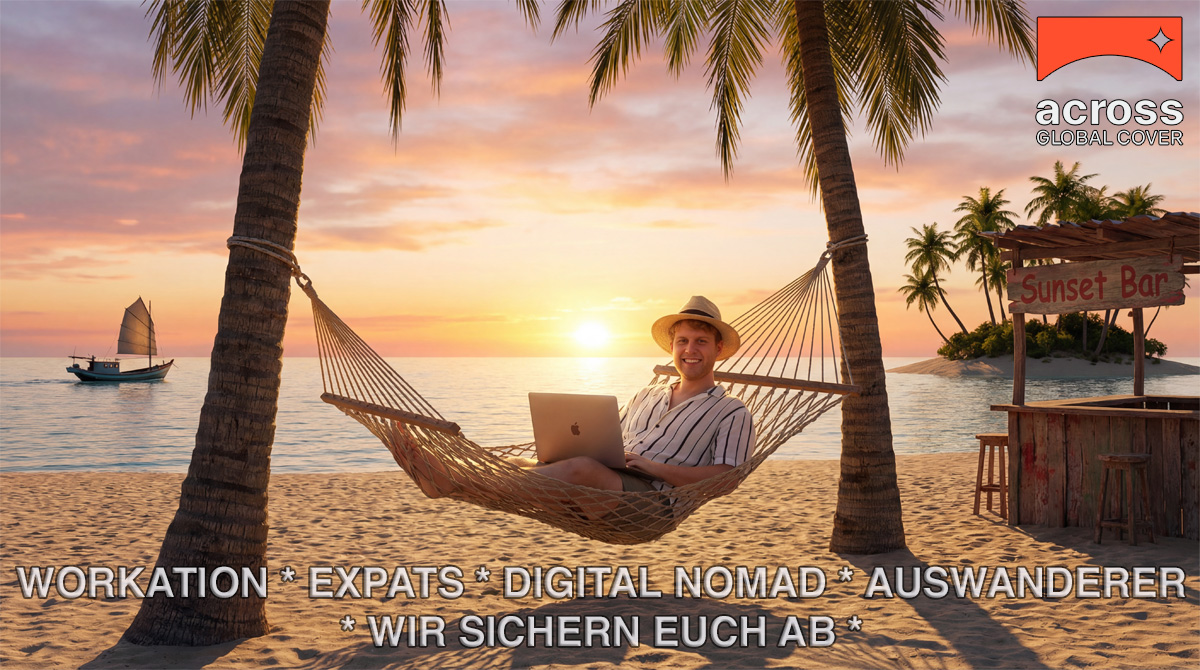 across
GLOBAL COVER
Sunset Bar
WORKATION * EXPATS * DIGITAL NOMAD * AUSWANDERER
* WIR SICHERN EUCH AB *